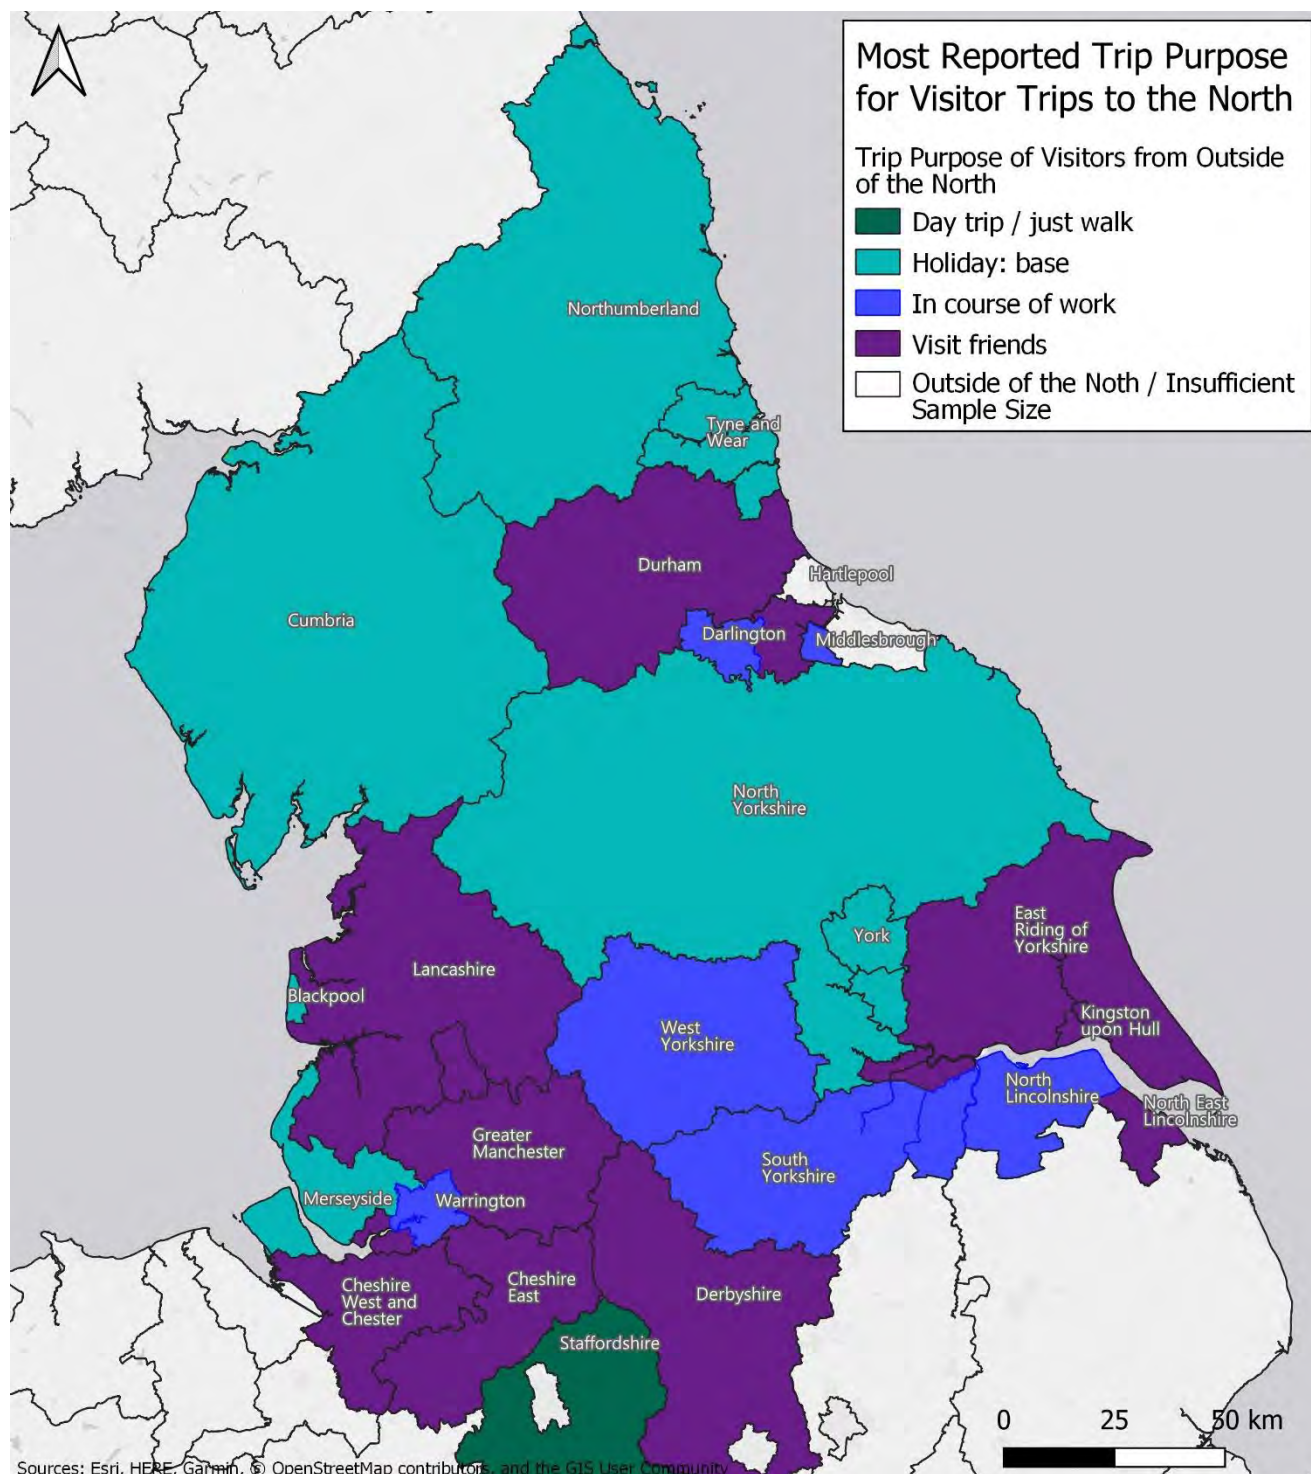 Most Reported Trip Purpose
for Visitor Trips to the North
Trip Purpose of Visitors from Outside
of the North
Day trip / just walk
Holiday: base
In course of work
Visit friends
Outside of the Noth / Insufficient
Sample Size
Northumberland
Tyne and
Wear
Durham
Hartlepool
Cumbria
Darlington
Middlesbrough
North
Yorkshire
York
East
Riding of
Yorkshire
Lancashire
Blackpool
West
Yorkshire
Kingston
upon Hull
North
Lincolnshire
North East
Lincolnshire
Greater
Manchester
South
Yorkshire
Merseyside
Warrington
Cheshire
West and
Chester
Cheshire
East
Derbyshire
Staffordshire
0 25 50 km
Sources: Esri, HERE, Garmin, © OpenStreetMap contributors, and the GIS User Community